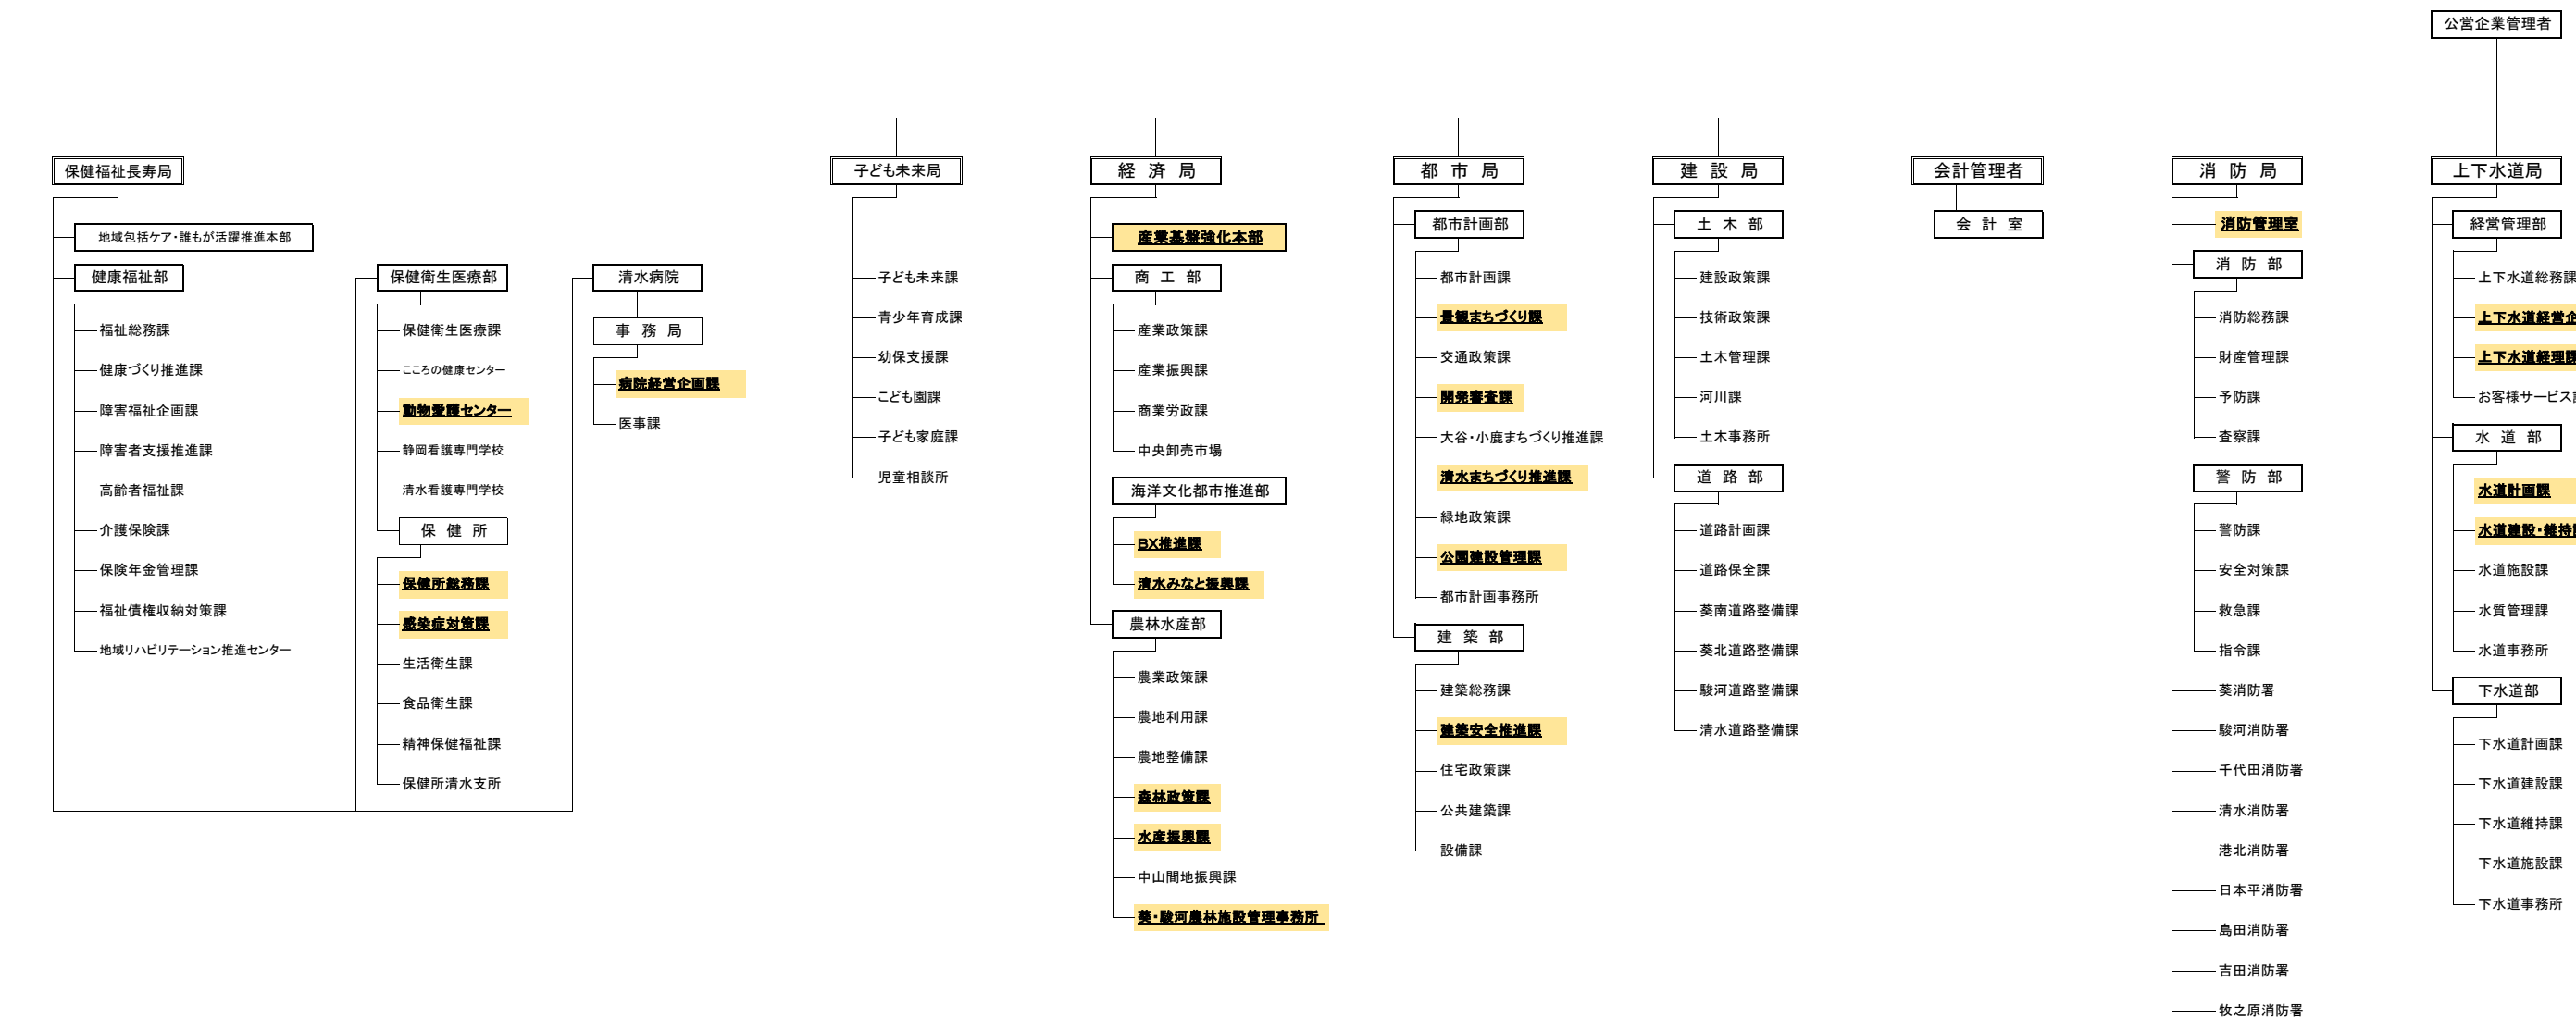 公営企業管理者
保健福祉長寿局
地域包括ケア・誰もが活躍推進本部
健康福祉部
福祉総務課
健康づくり推進課
障害福祉企画課
障害者支援推進課
高齢者福祉課
介護保険課
保険年金管理課
福祉債権収納対策課
地域リハビリテーション推進センター
保健衛生医療部
保健衛生医療課
こころの健康センター
動物愛護センター
静岡看護専門学校
清水看護専門学校
保健所
保健所総務課
感染症対策課
生活衛生課
食品衛生課
精神保健福祉課
保健所清水支所
清水病院
事務局
病院経営企画課
医事課
子ども未来局
子ども未来課
青少年育成課
幼保支援課
こども園課
子ども家庭課
児童相談所
経済局
産業基盤強化本部
商工部
産業政策課
産業振興課
商業労政課
中央卸売市場
海洋文化都市推進部
BX推進課
清水みなと振興課
農林水産部
農業政策課
農地利用課
農地整備課
森林政策課
水産振興課
中山間地振興課
葵・駿河農林施設管理事務所
都市局
都市計画部
都市計画課
景観まちづくり課
交通政策課
開発審査課
大谷・小鹿まちづくり推進課
清水まちづくり推進課
緑地政策課
公園建設管理課
都市計画事務所
建築部
建築総務課
建築安全推進課
住宅政策課
公共建築課
設備課
建設局
土木部
建設政策課
技術政策課
土木管理課
河川課
土木事務所
道路部
道路計画課
道路保全課
葵南道路整備課
葵北道路整備課
駿河道路整備課
清水道路整備課
会計管理者
会計室
消防局
消防管理室
消防部
消防総務課
財産管理課
予防課
査察課
警防部
警防課
安全対策課
救急課
指令課
葵消防署
駿河消防署
千代田消防署
清水消防署
港北消防署
日本平消防署
島田消防署
吉田消防署
牧之原消防署
上下水道局
経営管理部
上下水道総務課
上下水道経営企
上下水道経理課
お客様サービス
水道部
水道計画課
水道建設・維持
水道施設課
水質管理課
水道事務所
下水道部
下水道計画課
下水道建設課
下水道維持課
下水道施設課
下水道事務所